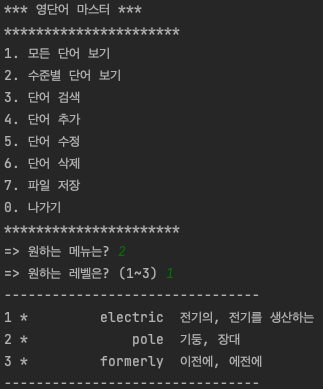 *** 영단어 마스터 ***
**********************
1. 모든 단어 보기
2. 수준별 단어 보기
3. 단어 검색
4. 단어 추가
5. 단어 수정
6. 단어 삭제
7. 파일 저장
0. 나가기
**********************
=> 원하는 메뉴는? 2
=> 원하는 레벨은? (1~3) 1
--------------------------------
1 * electric 전기의, 전기를 생산하는
2 * pole 기둥, 장대
3 * formerly 이전에, 에전에
--------------------------------